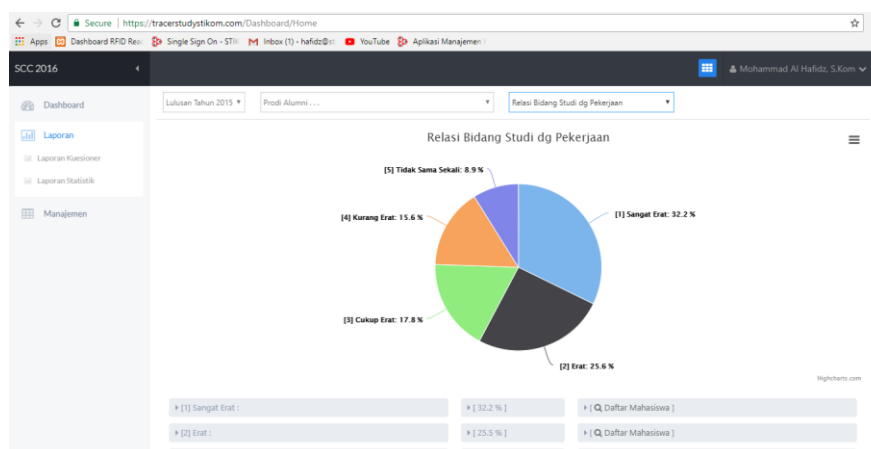 Secure | https://tracerstudystikom.com/Dashboard/Home
Apps Dashboard RFID Rea Single Sign On - STIK Inbox (1) - hafidz@st YouTube Aplikasi Manajemen
SCC 2016 Mohammad Al Hafidz, S.Kom
Dashboard
Laporan
Laporan Kuesioner
Laporan Statistik
Manajemen
Lulusan Tahun 2015 Prodi Alumni . . . Relasi Bidang Studi dg Pekerjaan
Relasi Bidang Studi dg Pekerjaan
[5] Tidak Sama Sekali: 8.9 %
[4] Kurang Erat: 15.6 %
[1] Sangat Erat: 32.2 %
[3] Cukup Erat: 17.8 %
[2] Erat: 25.6 %
Highcharts.com
[1] Sangat Erat : [ 32.2 % ] [ Daftar Mahasiswa ]
[2] Erat : [ 25.5 % ] [ Daftar Mahasiswa ]